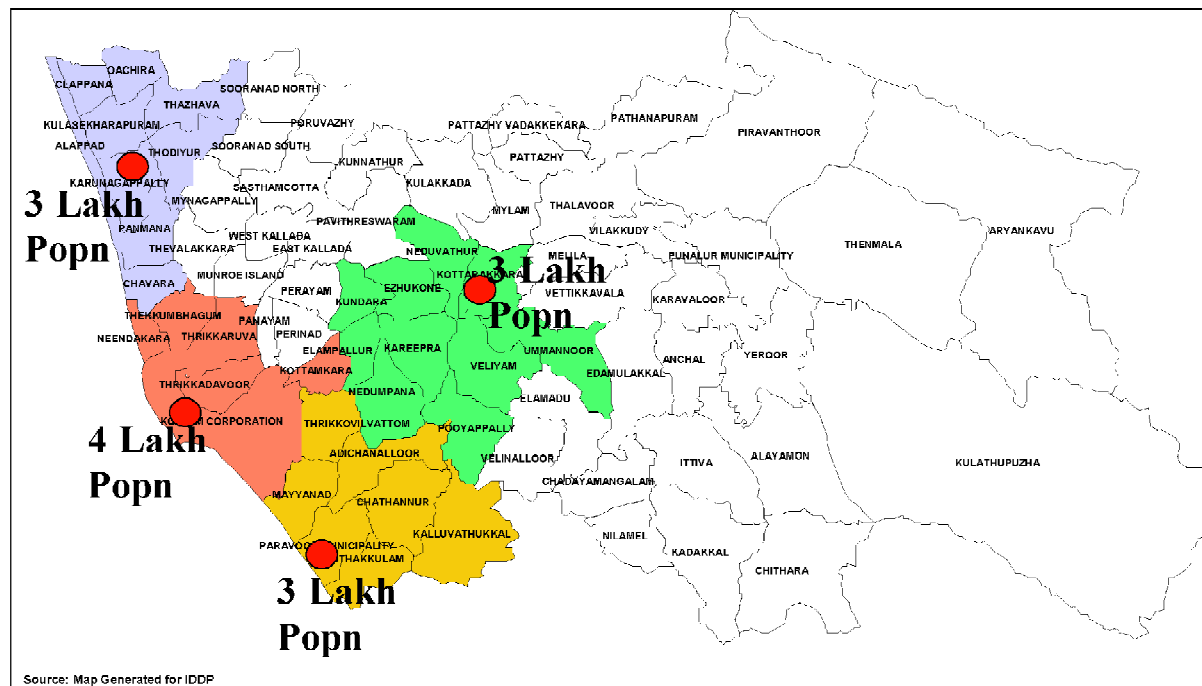 OACHIRA
CLAPPANA
THAZHAVA
SOORANAD NORTH
KULASEKHARAPURAM
PORUVAZHY
PATTAZHY VADAKKEKARA
PATHANAPURAM
PIRAVANTHOOR
ALAPPAD
THODIYUR
SOORANAD SOUTH
KUNNATHUR
PATTAZHY
KARUNAGAPPALLY
SASTHAMCOTTA
KULAKKADA
MYNAGAPPALLY
3 Lakh
Popn
PANMANA
WEST KALLADA
PAVITHRESWARAM
MYLAM
THALAVOOR
VILAKKUDY
THEVALAKKARA
EAST KALLADA
NEDUVATHUR
MELILA
PUNALUR MUNICIPALITY
THENMALA
ARYANKAVU
MUNROE ISLAND
KOTTARAKKARA
3 Lakh
Popn
CHAVARA
PERAYAM
EZHUKONE
VETTIKKAVALA
KARAVALOOR
KUNDARA
THEKKUMBHAGUM
PANAYAM
NEENDAKARA
THRIKKARUVA
PERINAD
ELAMPALLUR
KAREEPRA
UMMANNOOR
ANCHAL
YEROOR
KOTTAMKARA
VELIYAM
EDAMULAKKAL
THRIKKADAVOOR
NEDUMPANA
ELAMADU
CORPORATION
4 Lakh
Popn
THRIKKOVILVATTOM
POOYAPPALLY
ADICHANALLOOR
VELINALLOOR
ITTIVA
ALAYAMON
KULATHUPUZHA
CHADAYAMANGALAM
MAYYANAD
CHATHANNUR
KALLUVATHUKKAL
NILAMEL
KADAKKAL
THAKKULAM
CHITHARA
3 Lakh
Popn
Source: Map Generated for IDDP